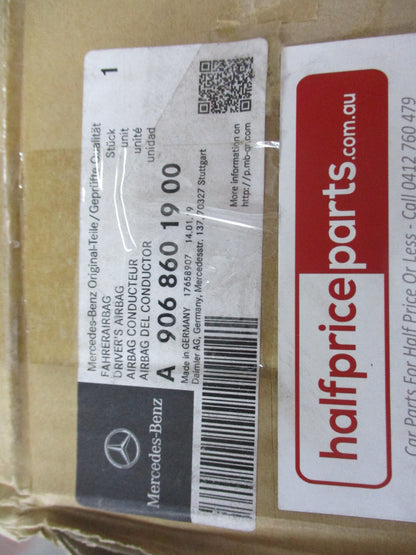 Mercedes-Benz Original-Teile/Geprüfte Qualität
FAHRERAIRBAG
DRIVER'S AIRBAG
AIRBAG CONDUCTEUR
AIRBAG DEL CONDUCTOR
1
Stück
unit
unité
unidad
A 906 860 19 00
Made in GERMANY 17658907 14.01.19
Daimler AG, Germany, Mercedesstr. 137, 70327 Stuttgart
More information on
http://p.mb-qr.com
Mercedes-Benz
halfpriceparts.com.au
Car Parts For Half Price Or Less - Call 0412 760 479